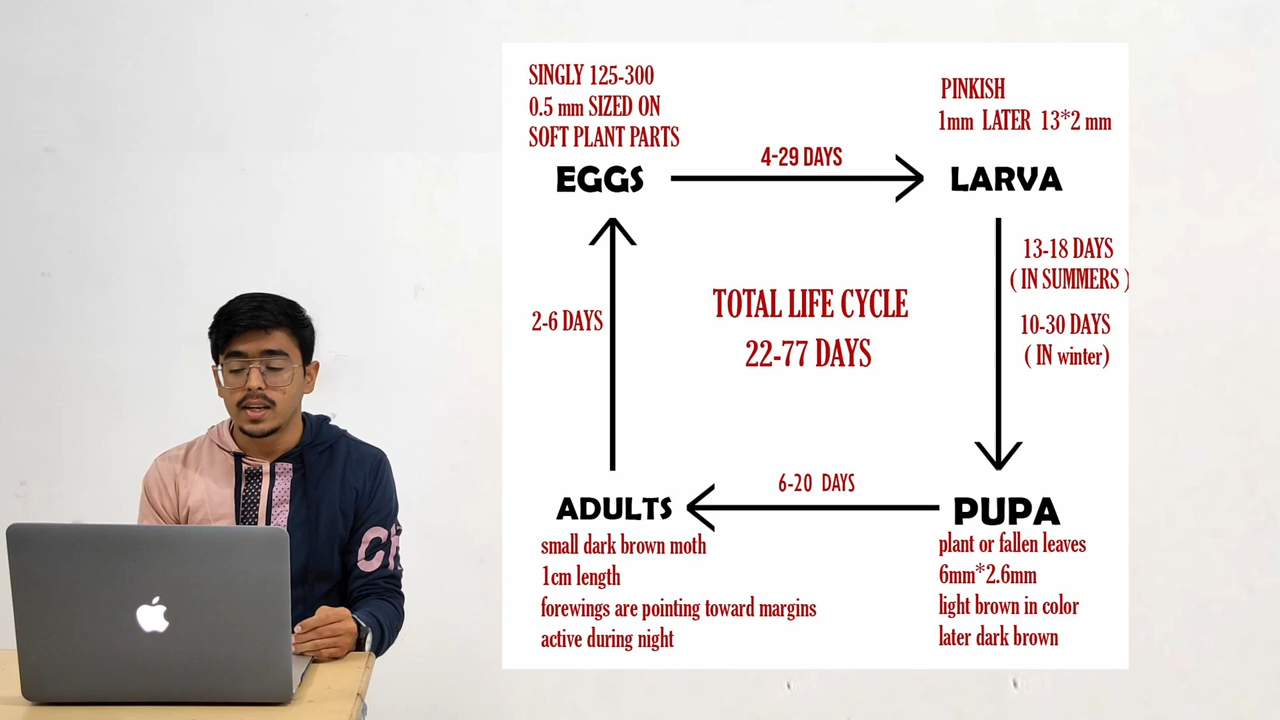 SINGLY 125-300
0.5 mm SIZED ON
SOFT PLANT PARTS
EGGS
4-29 DAYS
PINKISH
1mm LATER 13*2 mm
LARVA
13-18 DAYS
( IN SUMMERS )
10-30 DAYS
( IN winter)
2-6 DAYS
TOTAL LIFE CYCLE
22-77 DAYS
6-20 DAYS
ADULTS
small dark brown moth
1cm length
forewings are pointing toward margins
active during night
PUPA
plant or fallen leaves
6mm*2.6mm
light brown in color
later dark brown